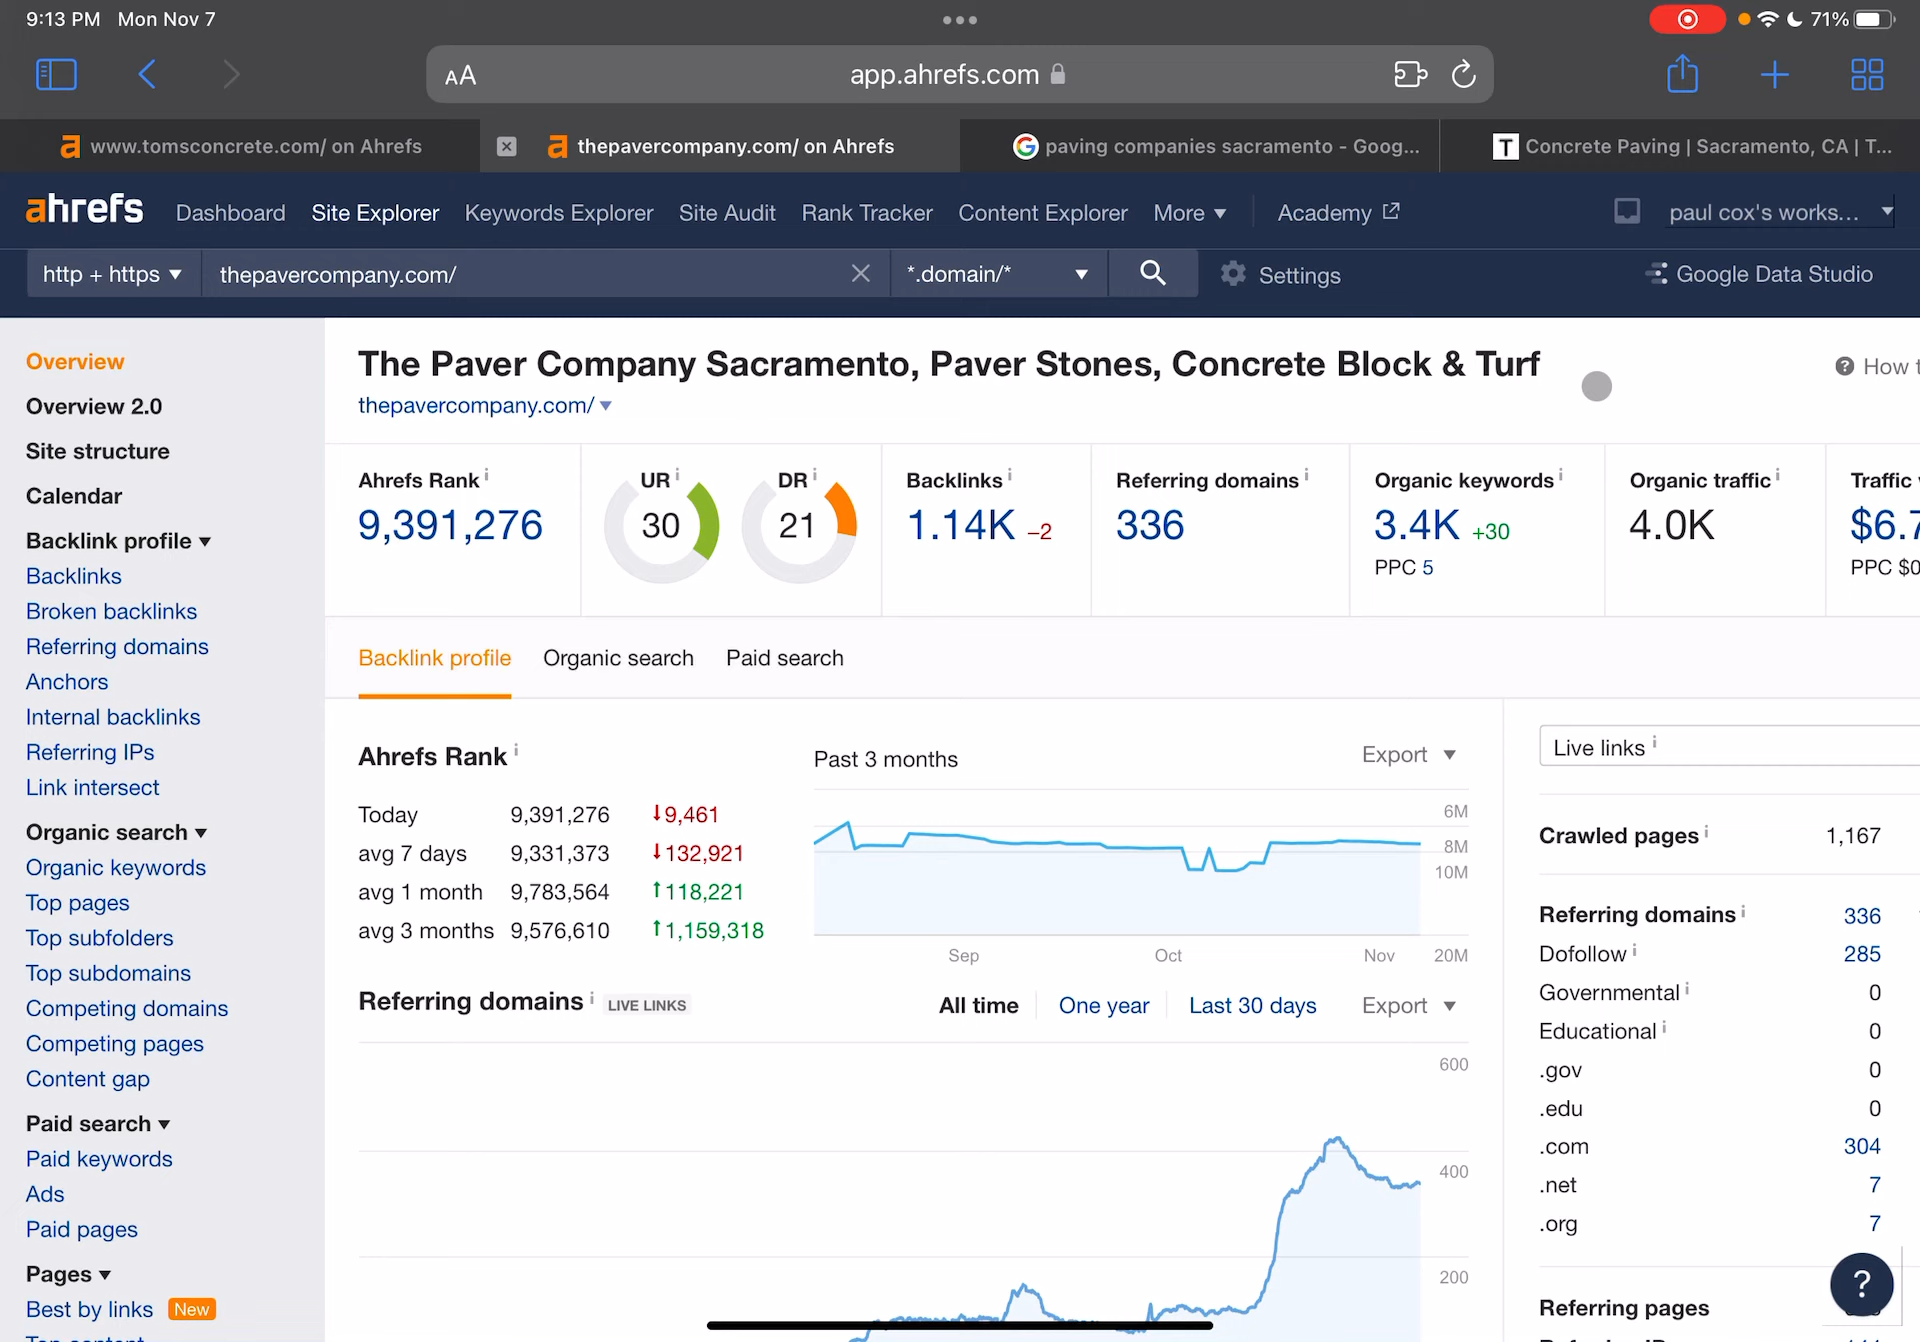 9:13 PM Mon Nov 7
71%
AA
app.ahrefs.com
www.tomsconcrete.com/ on Ahrefs
thepavercompany.com/ on Ahrefs
paving companies sacramento - Goog...
T Concrete Paving | Sacramento, CA | T...
ahrefs Dashboard Site Explorer Keywords Explorer Site Audit Rank Tracker Content Explorer More Academy paul cox's works...
http + https thepavercompany.com/ *.domain/* Settings Google Data Studio
Overview
Overview 2.0
Site structure
Calendar
Backlink profile
Backlinks
Broken backlinks
Referring domains
Anchors
Internal backlinks
Referring IPs
Link intersect
Organic search
Organic keywords
Top pages
Top subfolders
Top subdomains
Competing domains
Competing pages
Content gap
Paid search
Paid keywords
Ads
Paid pages
Pages
Best by links New
The Paver Company Sacramento, Paver Stones, Concrete Block & Turf
How t
thepavercompany.com/
Ahrefs Rank
9,391,276
UR
30
DR
21
Backlinks
1.14K -2
Referring domains
336
Organic keywords
3.4K +30
PPC 5
Organic traffic
4.0K
Traffic
$6.7
PPC $0
Backlink profile Organic search Paid search
Ahrefs Rank
Past 3 months
Export
Today 9,391,276 ↓9,461
avg 7 days 9,331,373 ↓132,921
avg 1 month 9,783,564 ↑118,221
avg 3 months 9,576,610 ↑1,159,318
6M
8M
10M
20M
Sep Oct Nov
Referring domains LIVE LINKS
All time One year Last 30 days Export
600
400
200
Live links
Crawled pages 1,167
Referring domains 336
Dofollow 285
Governmental 0
Educational 0
.gov 0
.edu 0
.com 304
.net 7
.org 7
Referring pages
?